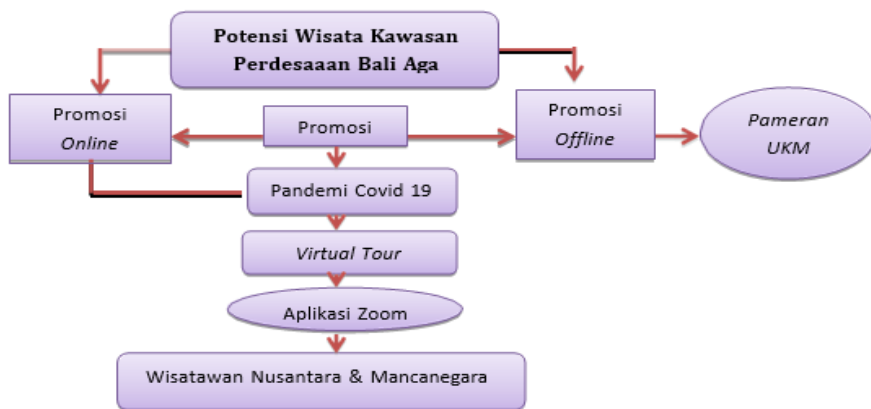 Potensi Wisata Kawasan
Perdesaaan Bali Aga
Promosi
Online
Promosi
Promosi
Offline
Pameran
UKM
Pandemi Covid 19
Virtual Tour
Aplikasi Zoom
Wisatawan Nusantara & Mancanegara